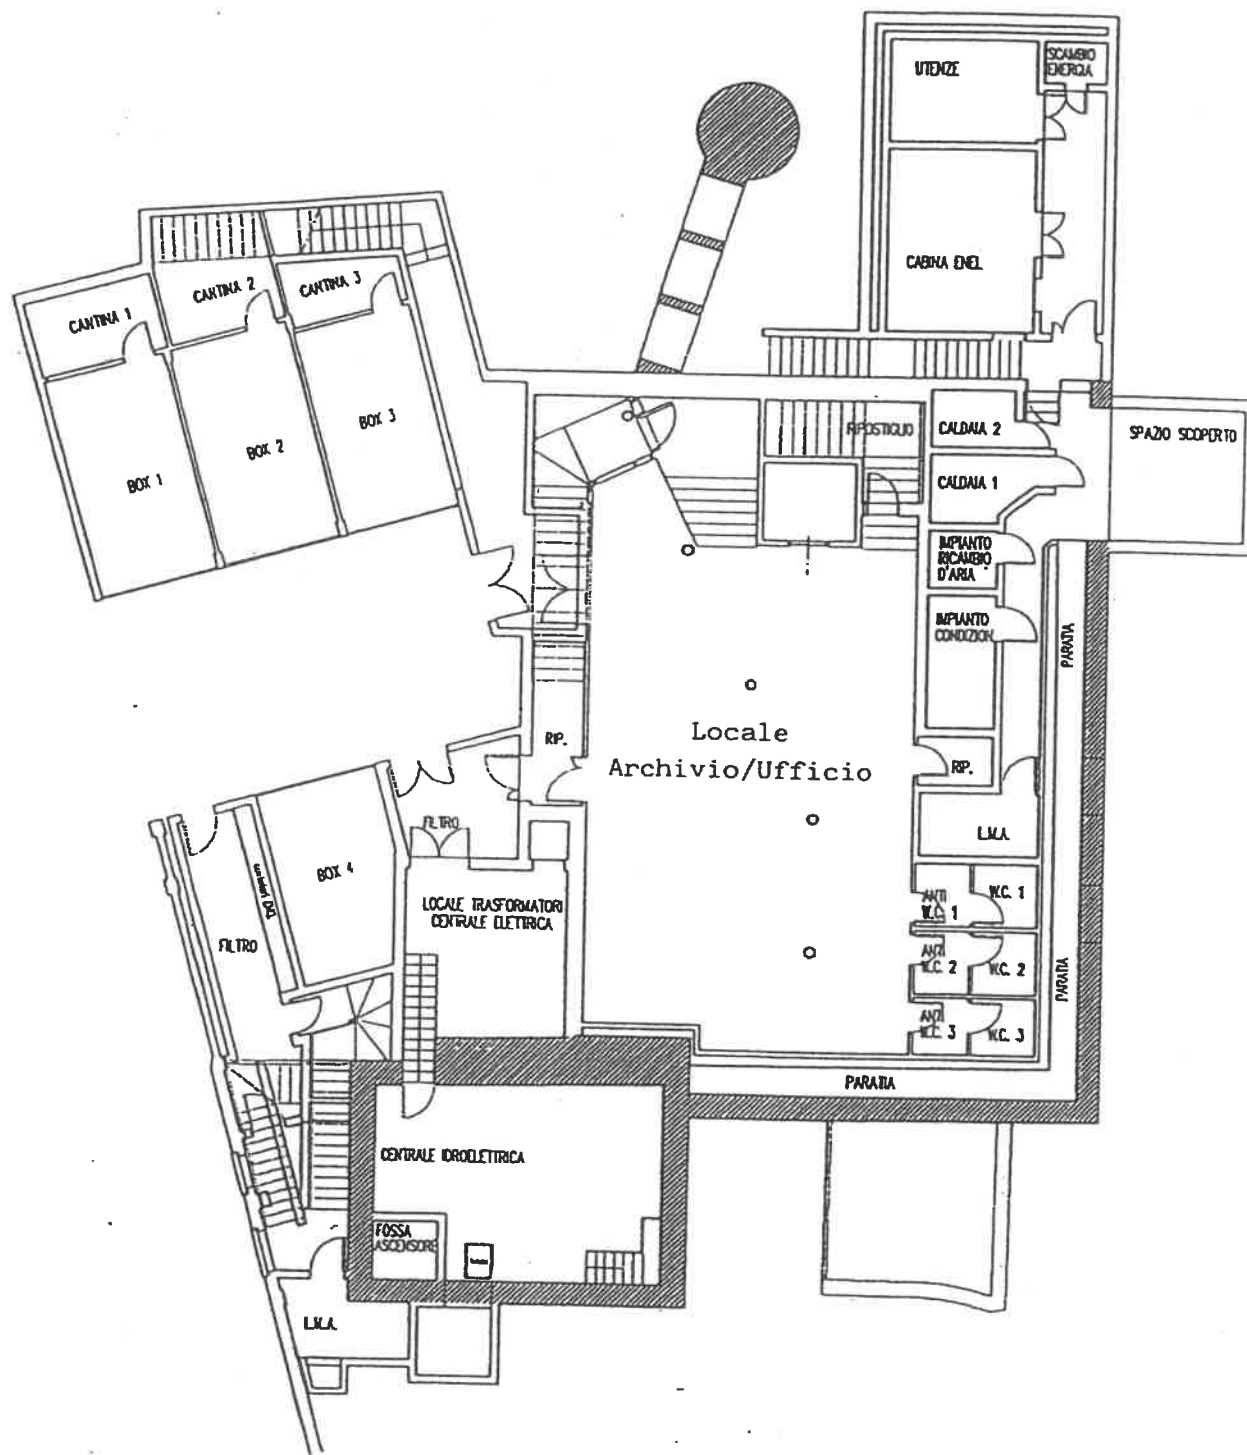 UTENZE
SCAMBIO
ENERGIA
CABINA ENEL
CANTINA 1
CANTINA 2
CANTINA 3
BOX 1
BOX 2
BOX 3
RIPOSTIGLIO
CALDAIA 2
CALDAIA 1
SPAZIO SCOPERTO
IMPIANTO
RICAMBIO
D'ARIA
IMPIANTO
CONDIZION
PARATIA
RIP.
Locale
Archivio/Ufficio
RIP.
FILTRO
BOX 4
LOCALE TRASFORMATORI
CENTRALE ELETTRICA
FILTRO
ANTI
W.C. 1
W.C. 1
ANTI
W.C. 2
W.C. 2
ANTI
W.C. 3
W.C. 3
PARATIA
PARATIA
CENTRALE IDROELETTRICA
FOSSA
ASCENSORE